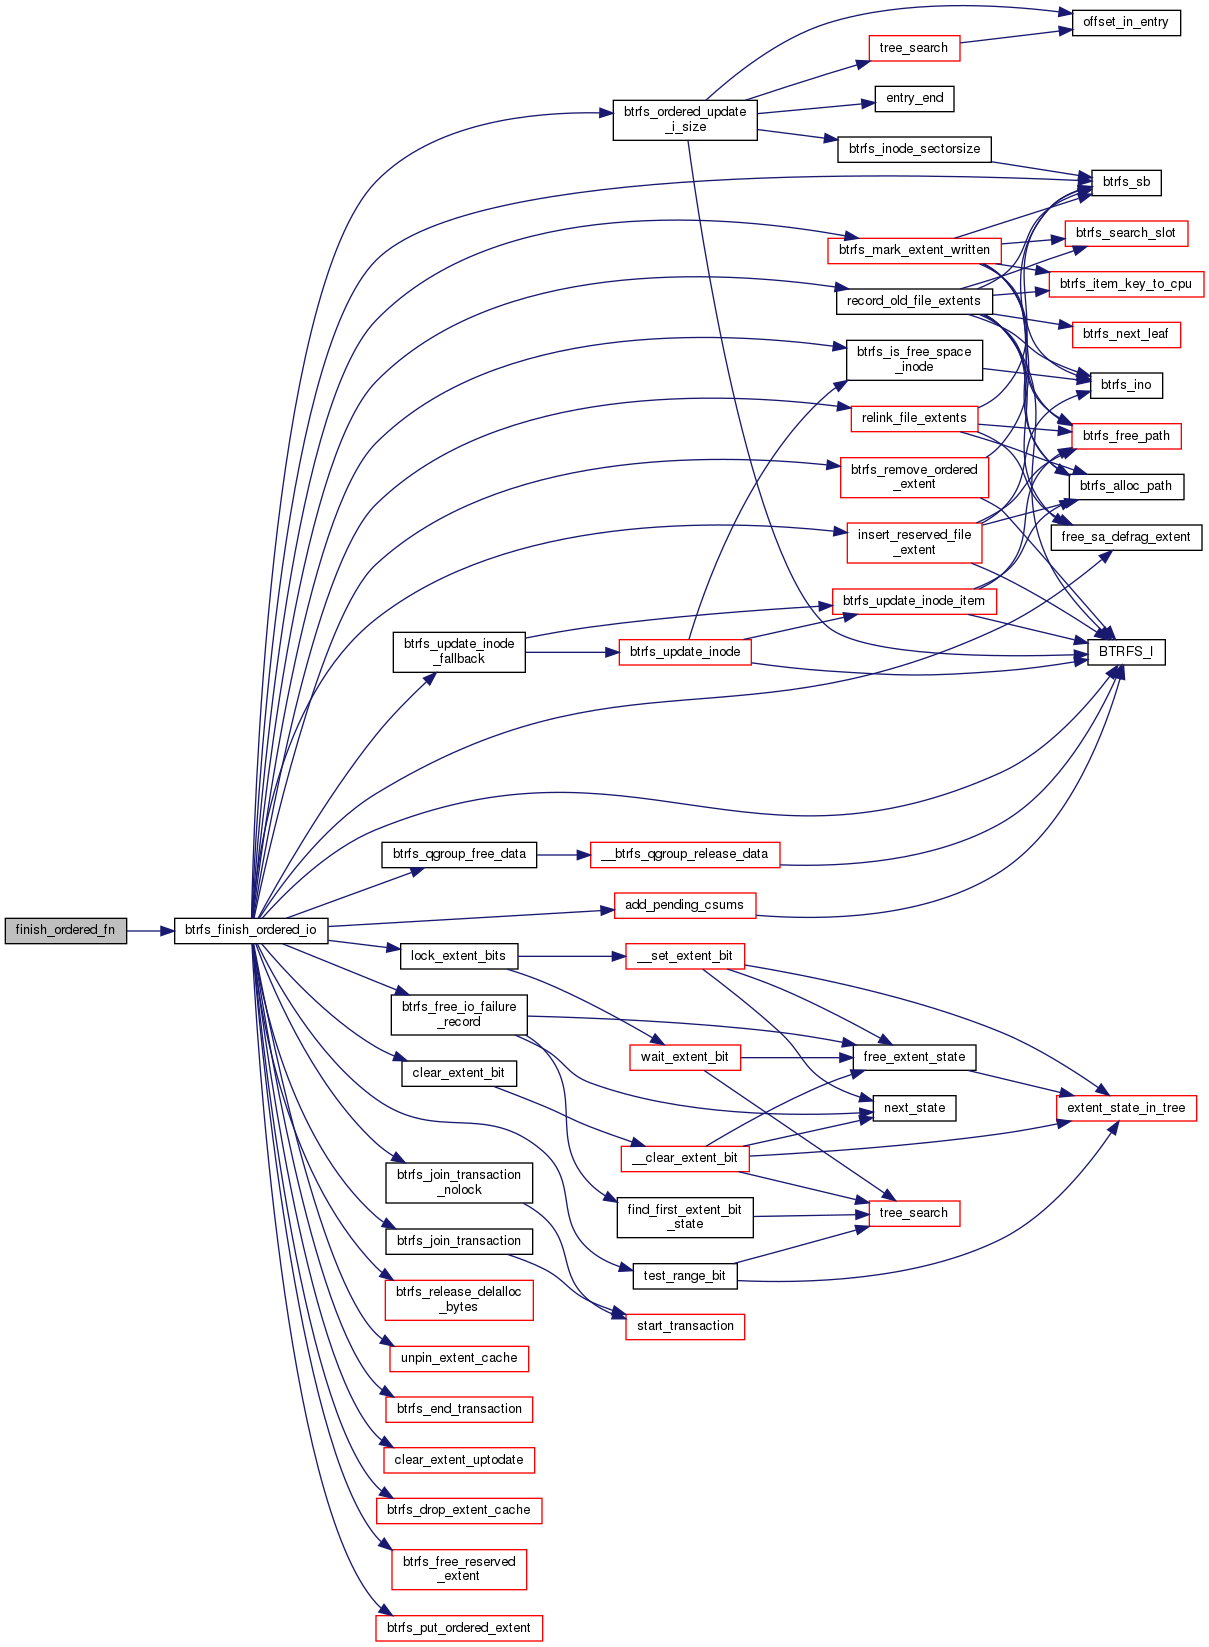 offset_in_entry
tree_search
entry_end
btrfs_ordered_update
_i_size
btrfs_inode_sectorsize
btrfs_sb
btrfs_search_slot
btrfs_mark_extent_written
btrfs_item_key_to_cpu
record_old_file_extents
btrfs_next_leaf
btrfs_is_free_space
_inode
btrfs_ino
relink_file_extents
btrfs_free_path
btrfs_remove_ordered
_extent
btrfs_alloc_path
insert_reserved_file
_extent
free_sa_defrag_extent
btrfs_update_inode_item
btrfs_update_inode
_fallback
btrfs_update_inode
BTRFS_I
btrfs_qgroup_free_data
__btrfs_qgroup_release_data
add_pending_csums
finish_ordered_fn
btrfs_finish_ordered_io
lock_extent_bits
__set_extent_bit
btrfs_free_io_failure
_record
wait_extent_bit
free_extent_state
clear_extent_bit
next_state
extent_state_in_tree
__clear_extent_bit
btrfs_join_transaction
_nolock
find_first_extent_bit
_state
tree_search
btrfs_join_transaction
test_range_bit
btrfs_release_delalloc
_bytes
start_transaction
unpin_extent_cache
btrfs_end_transaction
clear_extent_uptodate
btrfs_drop_extent_cache
btrfs_free_reserved
_extent
btrfs_put_ordered_extent